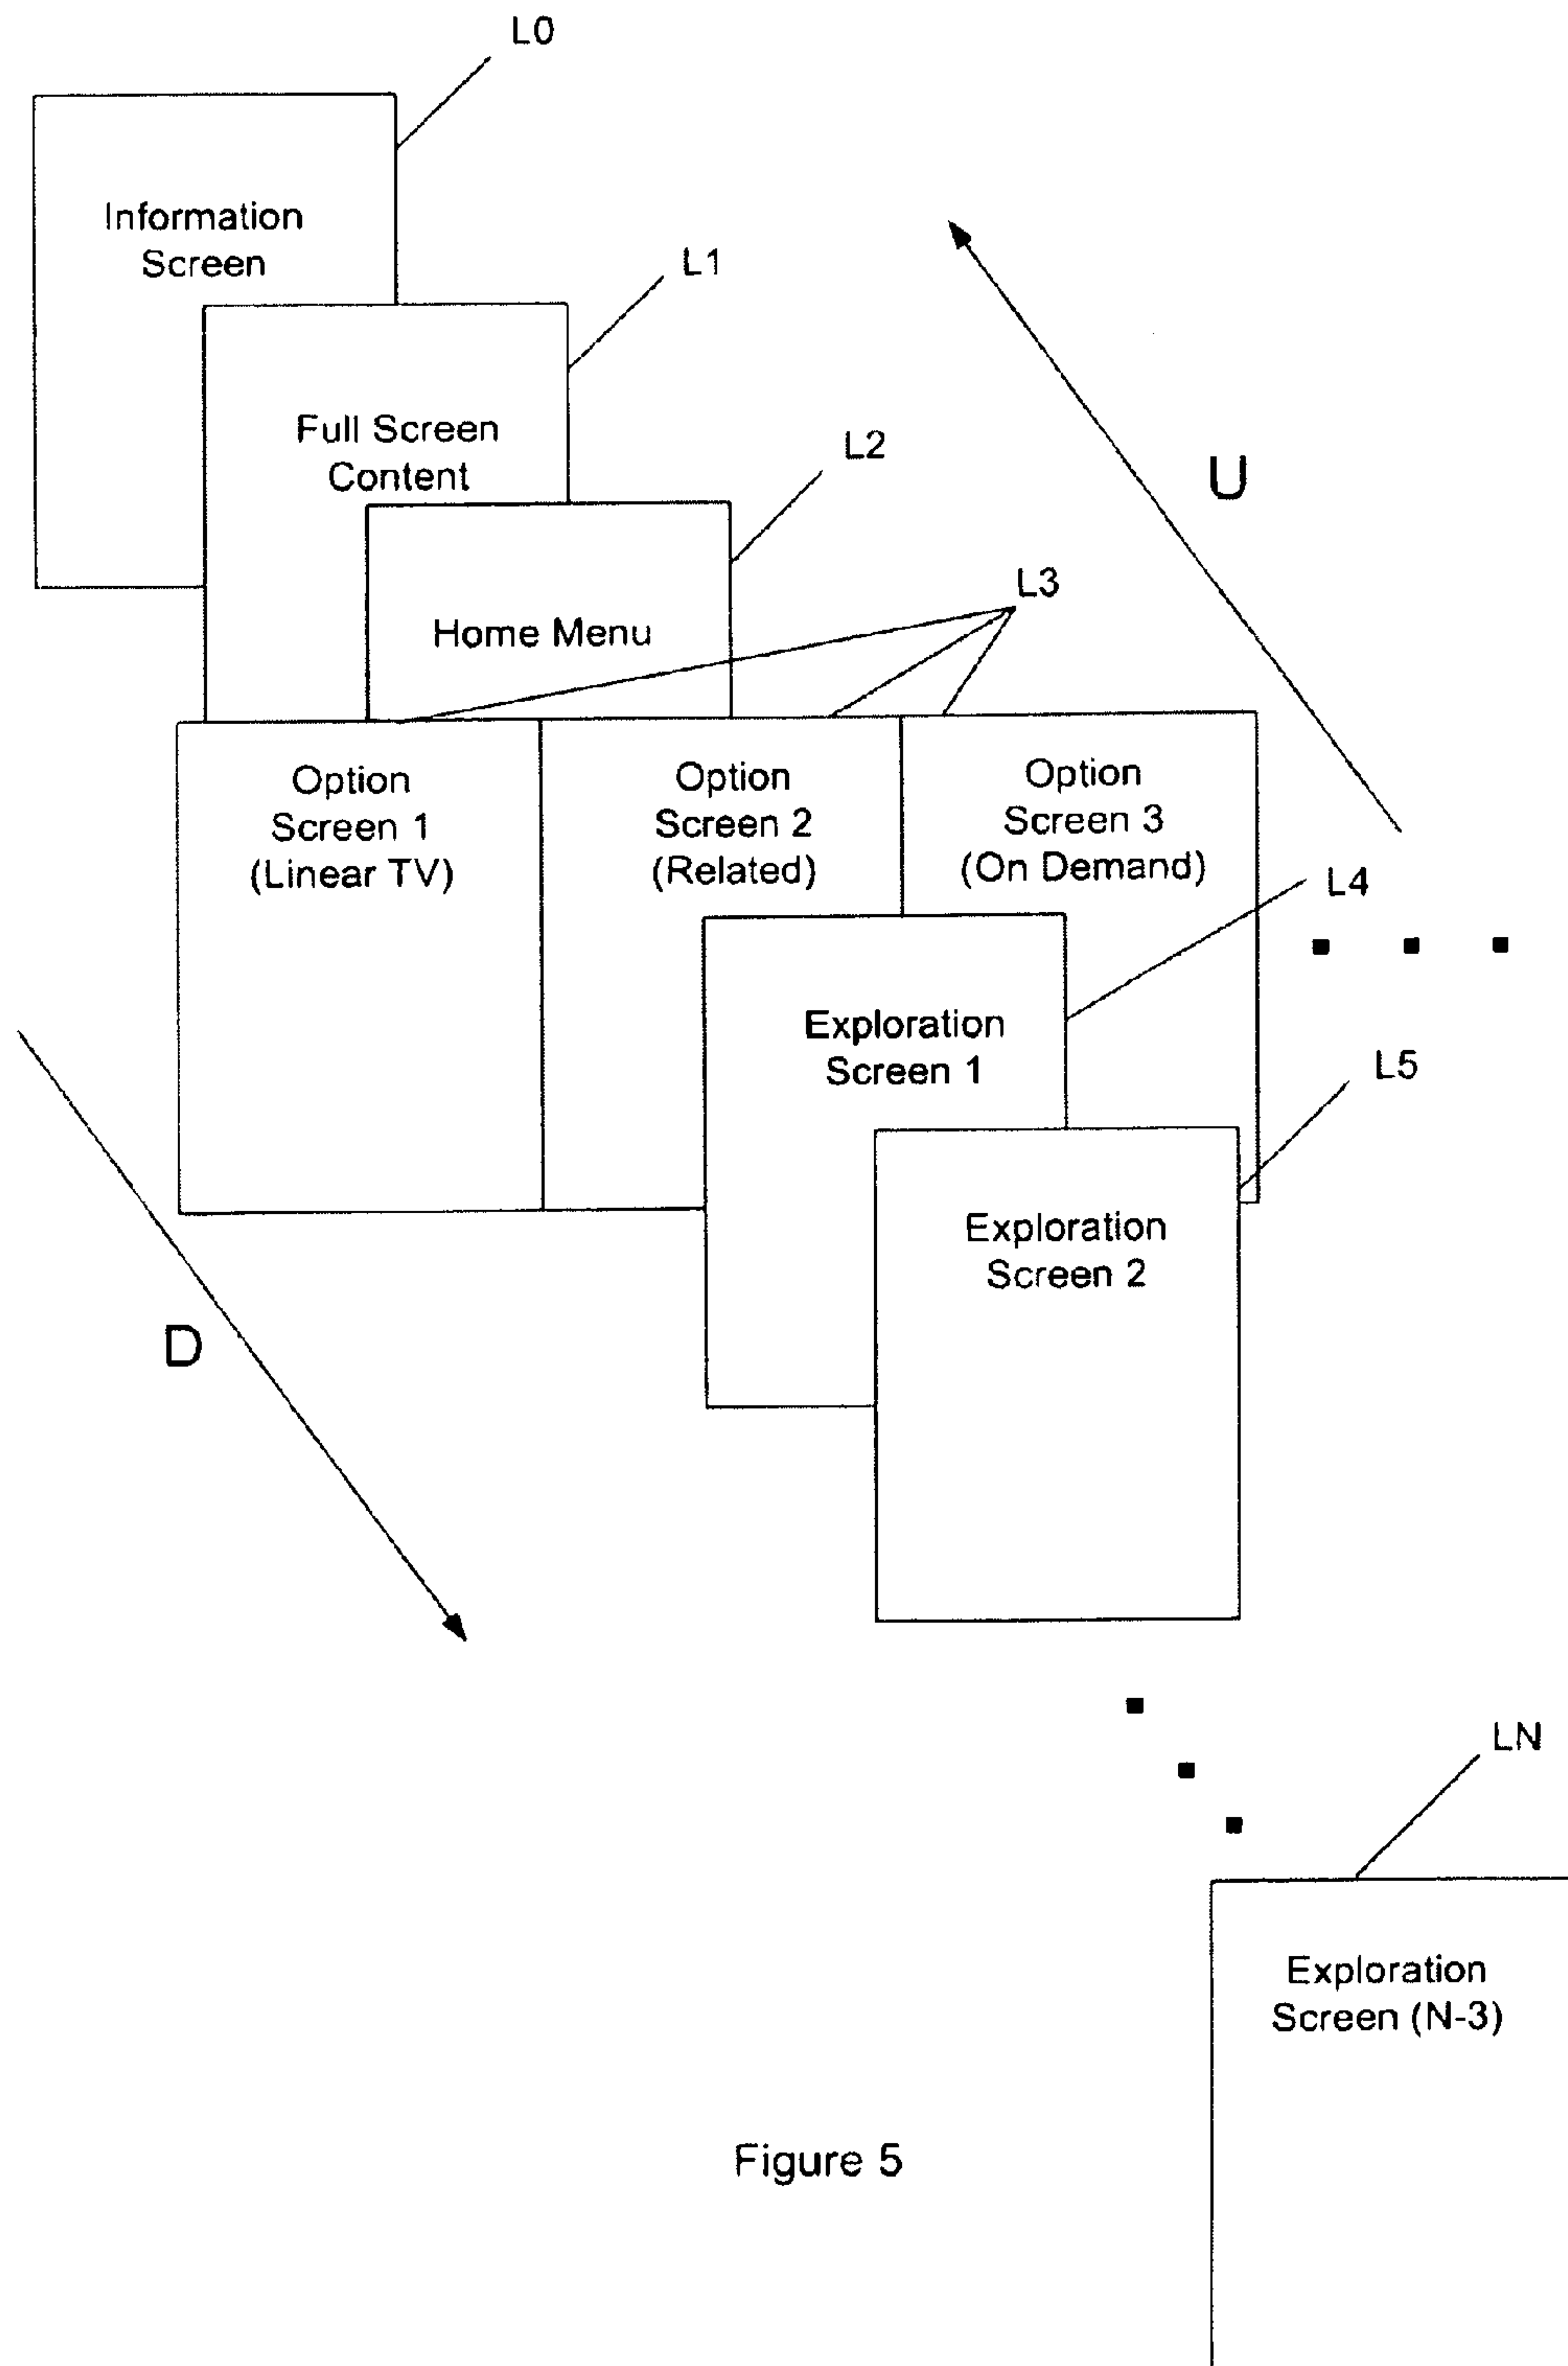 L0
Information
Screen
L1
Full Screen
Content
L2
U
L3
Home Menu
Option
Screen 1
(Linear TV)
Option
Screen 2
(Related)
Option
Screen 3
(On Demand)
L4
Exploration
Screen 1
L5
Exploration
Screen 2
D
LN
Exploration
Screen (N-3)
Figure 5